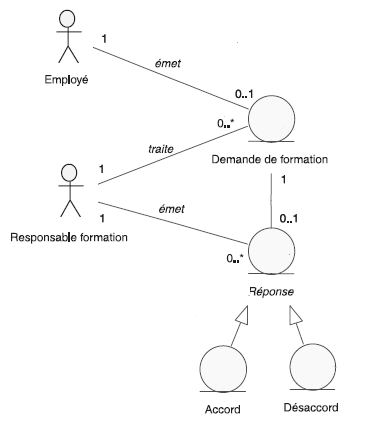 1
émet
Employé
0..1
0..*
traite
Demande de formation
1
1
1
émet
0..1
Responsable formation
0..*
Réponse
Accord
Désaccord